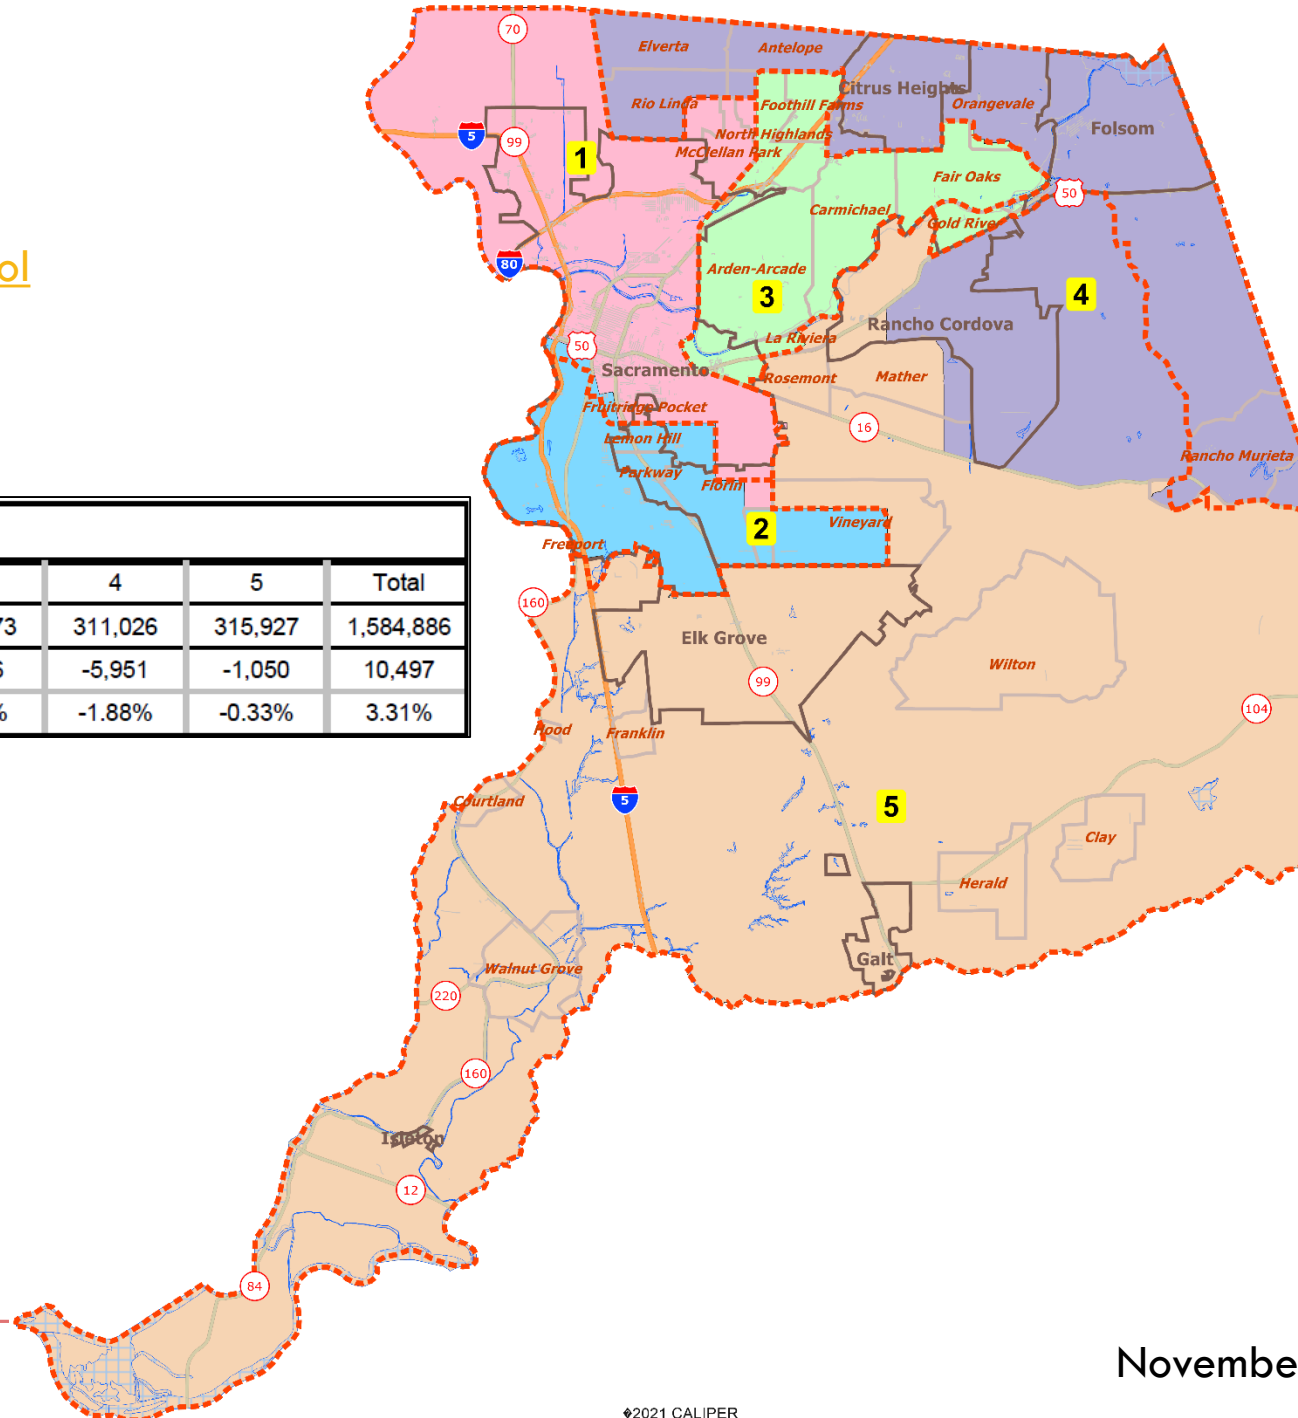 70
Elverta
Antelope
Citrus Heights
Rio Linda
Foothill Farms
Orangevale
5
99
1
North Highlands
McClellan Park
Folsom
Fair Oaks
50
Carmichael
Gold River
80
ol
Arden-Arcade
3
4
Rancho Cordova
La Riviera
50
Sacramento
Rosemont
Mather
Fruitridge Pocket
16
Lemon Hill
Parkway
Rancho Murieta
Florin
2
Vineyard
Freeport
4 5 Total
73 311,026 315,927 1,584,886
-5,951 -1,050 10,497
% -1.88% -0.33% 3.31%
160
Elk Grove
Wilton
99
104
Hood
Franklin
Courtland
5
5
Clay
Herald
Galt
Walnut Grove
220
160
Isleton
12
84
Novembe
�2021 CALIPER